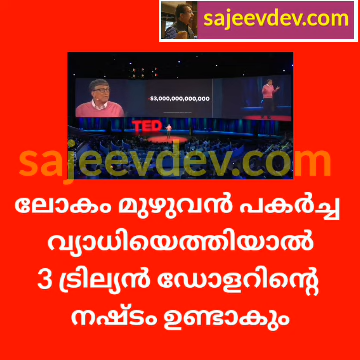 sajeevdev.com
$3,000,000,000,000
TED
sajeevdev.com
ലോകം മുഴുവൻ പകർച്ച
വ്യാധിയെത്തിയാൽ
3 ട്രില്യൻ ഡോളറിന്റെ
നഷ്ടം ഉണ്ടാകും